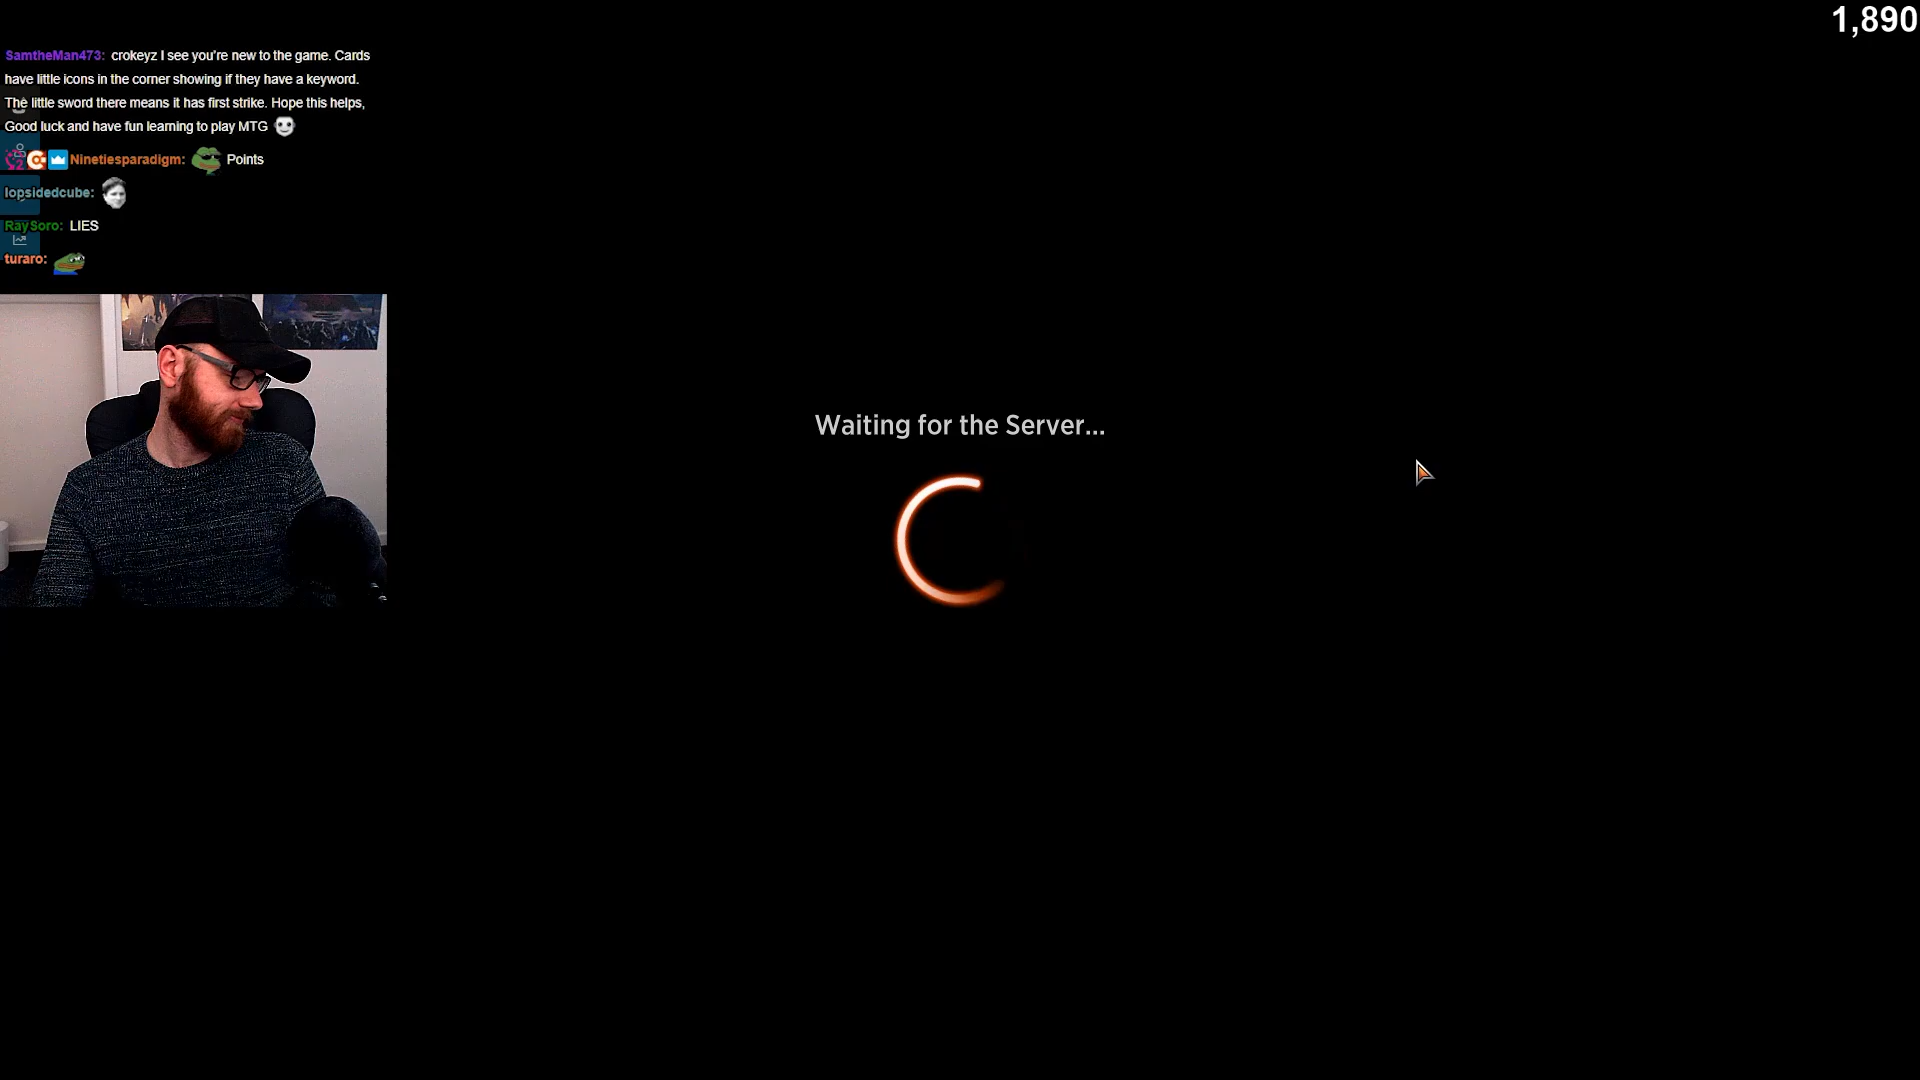 1,890
SamtheMan473: crokeyz I see you're new to the game. Cards
have little icons in the corner showing if they have a keyword.
The little sword there means it has first strike. Hope this helps,
Good luck and have fun learning to play MTG
Ninetiesparadigm: Points
lopsidedcube:
RaySoro: LIES
turaro:
Waiting for the Server...